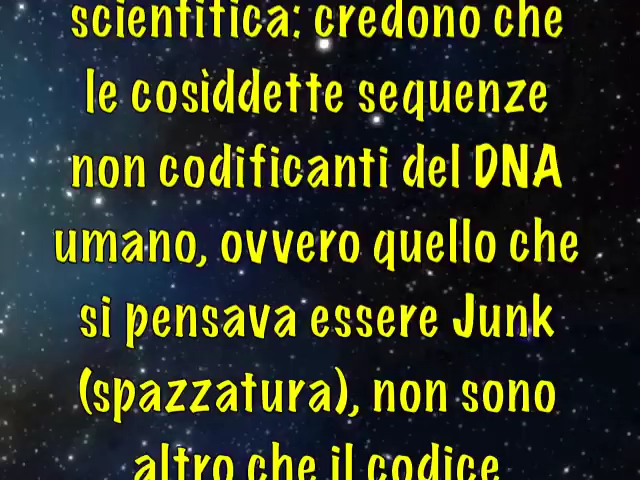 scientifica: credono che
le cosìddette sequenze
non codificanti del DNA
umano, ovvero quello che
si pensava essere Junk
(spazzatura), non sono
altro che il codice